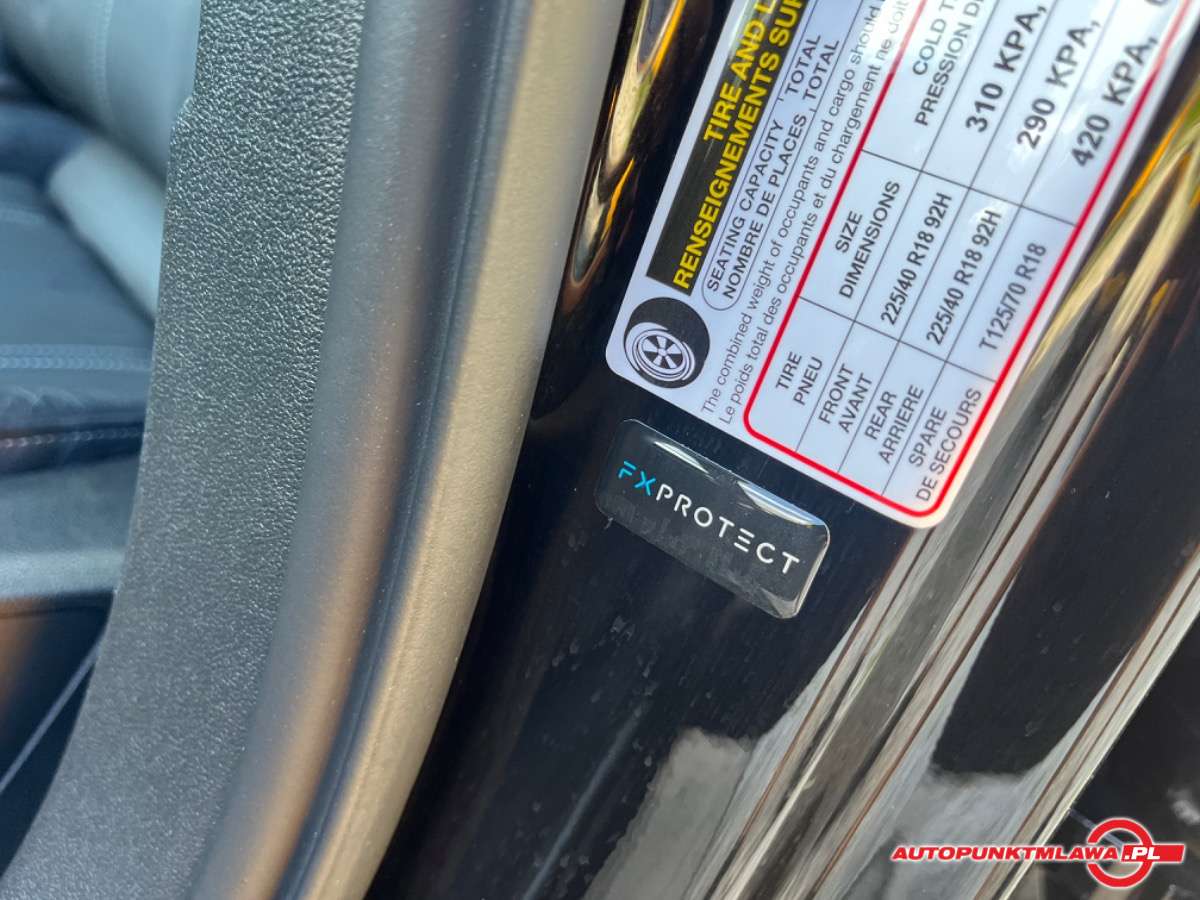 TIRE AND L
RENSEIGNEMENTS SUR
SEATING CAPACITY TOTAL
NOMBRE DE PLACES TOTAL
The combined weight of occupants and cargo should
Le poids total des occupants et du chargement ne doit
TIRE
PNEU
SIZE
DIMENSIONS
COLD T
PRESSION DE
FRONT
AVANT
225/40 R18 92H
310 KPA,
REAR
ARRIERE
225/40 R18 92H
290 KPA,
SPARE
DE SECOURS
T125/70 R18
420 KPA,
FXPROTECT
AUTOPUNKTMLAWA.PL